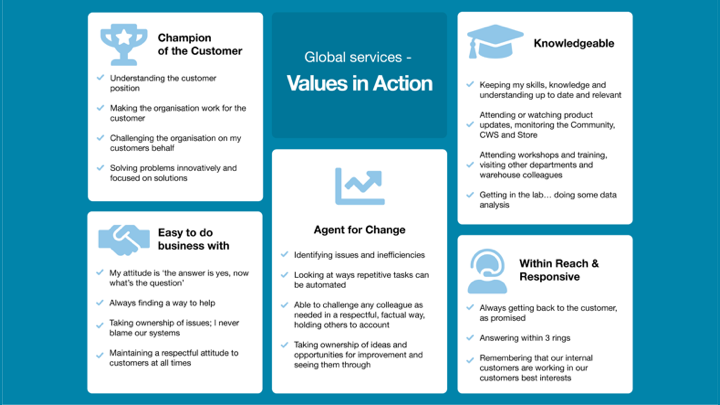 Champion
of the Customer
Understanding the customer
position
Making the organisation work for the
customer
Challenging the organisation on my
customers behalf
Solving problems innovatively and
focused on solutions
Easy to do
business with
My attitude is ‘the answer is yes, now
what’s the question’
Always finding a way to help
Taking ownership of issues; I never
blame our systems
Maintaining a respectful attitude to
customers at all times
Global services -
Values in Action
Agent for Change
Identifying issues and inefficiencies
Looking at ways repetitive tasks can
be automated
Able to challenge any colleague as
needed in a respectful, factual way,
holding others to account
Taking ownership of ideas and
opportunities for improvement and
seeing them through
Knowledgeable
Keeping my skills, knowledge and
understanding up to date and relevant
Attending or watching product
updates, monitoring the Community,
CWS and Store
Attending workshops and training,
visiting other departments and
warehouse colleagues
Getting in the lab... doing some data
analysis
Within Reach &
Responsive
Always getting back to the customer,
as promised
Answering within 3 rings
Remembering that our internal
customers are working in our
customers best interests